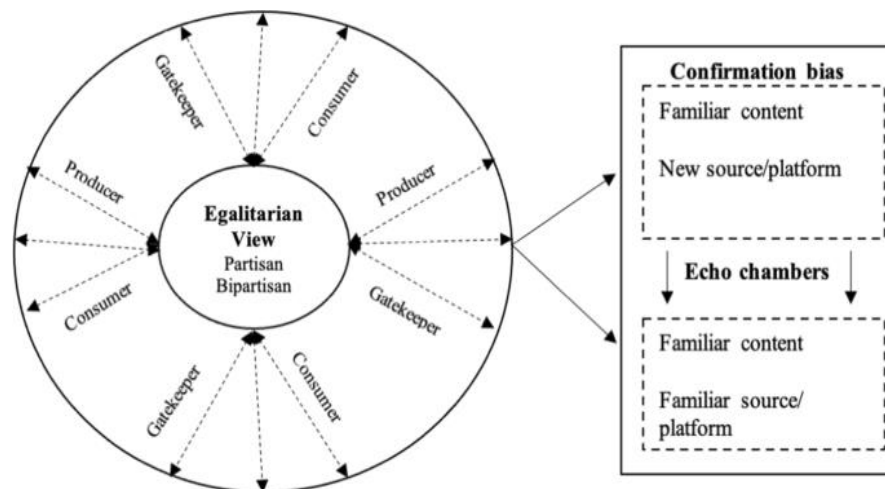 Gatekeeper
Consumer
Producer
Producer
Egalitarian
View
Partisan
Bipartisan
Consumer
Gatekeeper
Gatekeeper
Consumer
Confirmation bias
Familiar content
New source/platform
Echo chambers
Familiar content
Familiar source/
platform